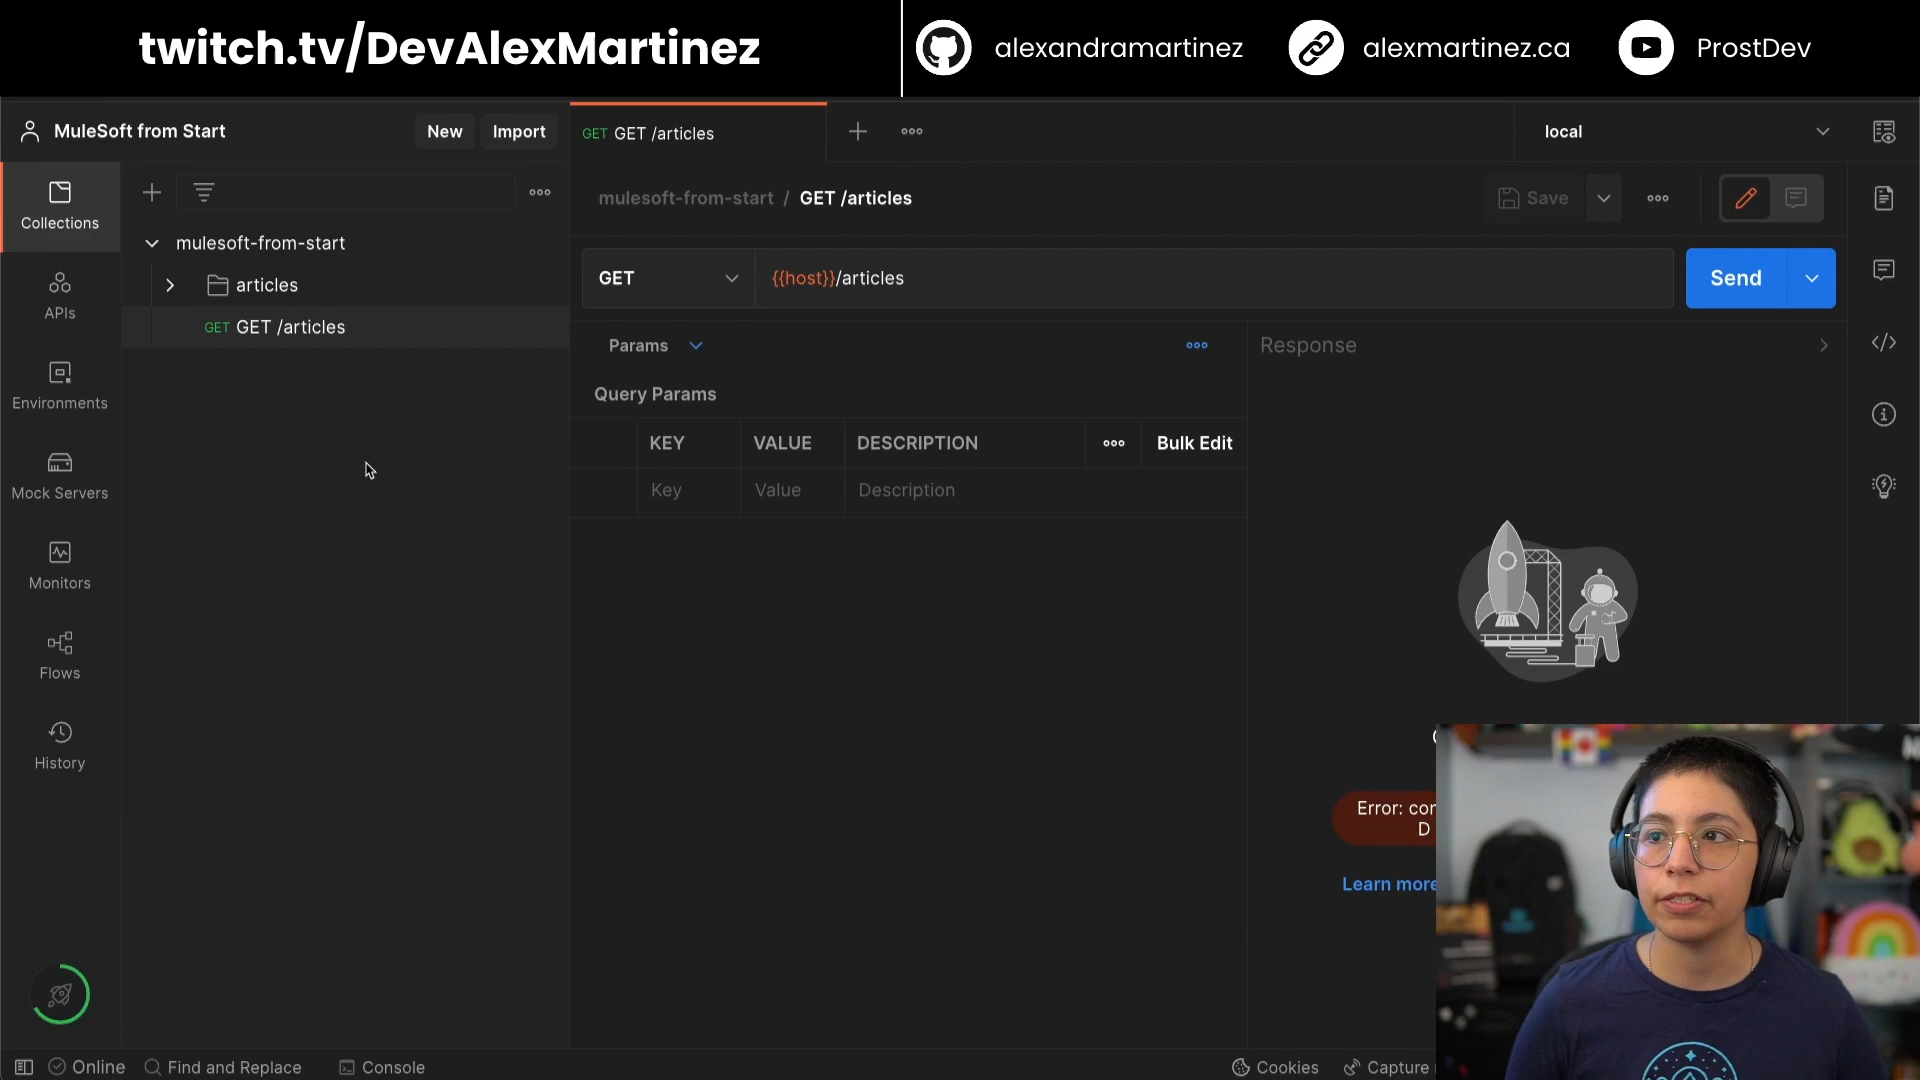 twitch.tv/DevAlexMartinez
alexandramartinez
alexmartinez.ca
ProstDev
MuleSoft from Start
New
Import
GET GET /articles
local
Collections
mulesoft-from-start / GET /articles
Save
mulesoft-from-start
articles
GET GET /articles
GET
{{host}}/articles
Send
APIs
Params
Response
Query Params
Environments
KEY
VALUE
DESCRIPTION
Bulk Edit
Key
Value
Description
Mock Servers
Monitors
Flows
History
Error:
D
Learn more
Online
Find and Replace
Console
Cookies
Capture